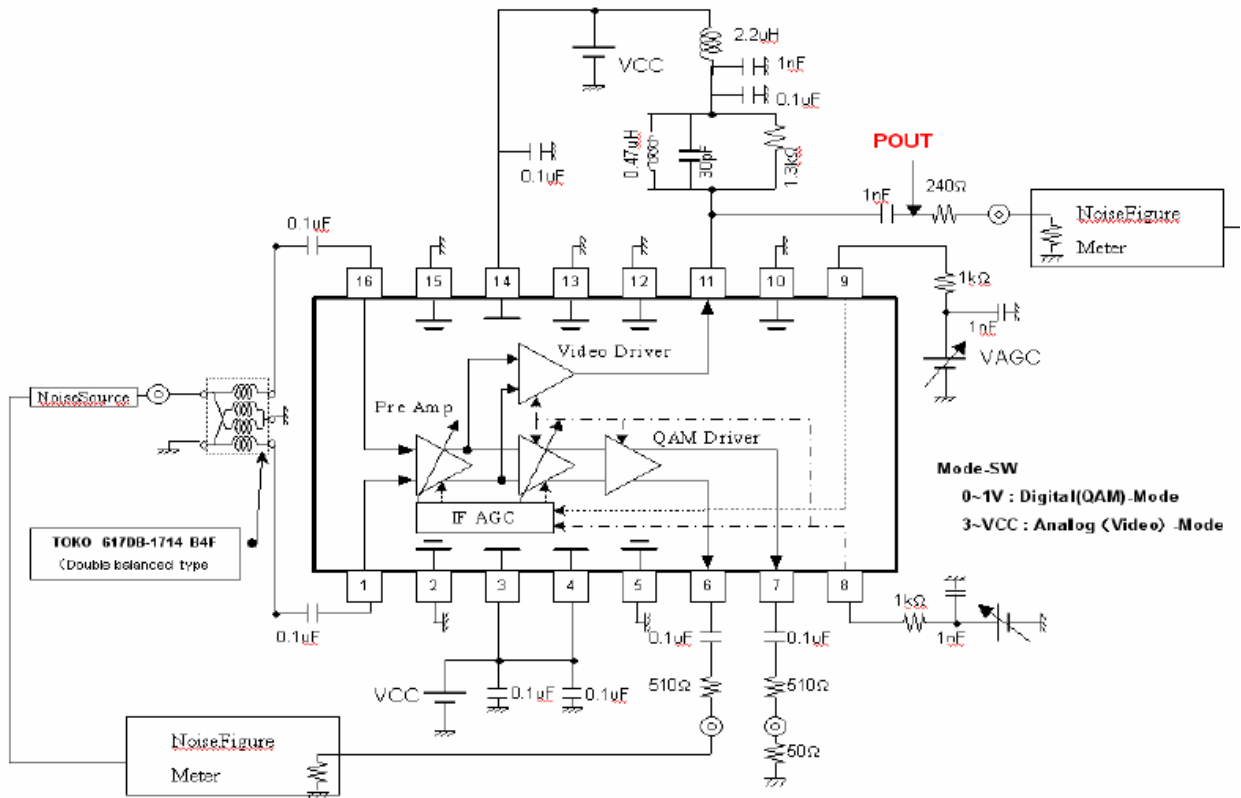 2.2uH
VCC
1nF
0.1uF
0.47uH
30pF
1.3kΩ
0.1uF
POUT
1nF
240Ω
NoiseFigure
Meter
0.1uF
16
15
14
13
12
11
10
9
1kΩ
1nF
VAGC
Video Driver
NoiseSource
Pre Amp
QAM Driver
Mode-SW
0~1V : Digital(QAM)-Mode
3~VCC : Analog (Video) -Mode
IF AGC
TOKO 617DB-1714 B4F
(Double balanced type
1
2
3
4
5
6
7
8
0.1uF
0.1uF
0.1uF
1kΩ
1nF
VCC
0.1uF
0.1uF
510Ω
510Ω
50Ω
NoiseFigure
Meter